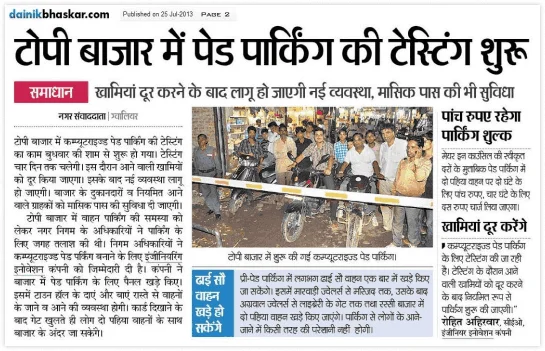 dainikbhaskar.com
Published on 25 Jul-2013 PAGE 2
टोपी बाजार में पेड पार्किंग की टेस्टिंग शुरू
समाधान
खामियां दूर करने के बाद लागू हो जाएगी नई व्यवस्था, मासिक पास की भी सुविधा
नगर संवाददाता | ग्वालियर
टोपी बाजार में कम्प्यूटराइज्ड पेड पार्किंग की टेस्टिंग
का काम बुधवार की शाम से शुरू हो गया। टेस्टिंग
चार दिन तक चलेगी। इस दौरान आने वाली खामियों
को दूर किया जाएगा। इसके बाद नई व्यवस्था लागू
हो जाएगी। बाजार के दुकानदारों व नियमित आने
वाले ग्राहकों को मासिक पास की सुविधा दी जाएगी।
टोपी बाजार में वाहन पार्किंग की समस्या को
लेकर नगर निगम के अधिकारियों ने पार्किंग के
लिए जगह तलाश की थी। निगम अधिकारियों ने
कम्प्यूटराइज्ड पेड पार्किंग बनाने के लिए इंजीनियरिंग
इनोवेशन कंपनी को जिम्मेदारी दी है। कंपनी ने
बाजार में पेड पार्किंग के लिए पैनल खड़े किए।
इसमें टाउन हॉल के दाएं और बाएं रास्ते से वाहनों
के जाने व आने की व्यवस्था होगी। कार्ड दिखाने के
बाद गेट खुलते ही लोग दो पहिया वाहनों के साथ
बाजार के अंदर जा सकेंगे।
टोपी बाजार में शुरू की गई कम्प्यूटराइज्ड पेड पार्किंग।
ढाई सौ
वाहन
खड़े हो
सकेंगे
प्री-पेड पार्किंग में लगभग ढाई सौ वाहन एक बार में खड़े किए
जा सकेंगे। इसमें मारवाड़ी ज्वेलर्स से मस्जिद तक, उसके बाद
अग्रवाल ज्वेलर्स से लाइब्रेरी के गेट तक तथा रस्सी बाजार में
दो पहिया वाहन खड़े किए जाएंगे। पार्किंग से लोगों के आने-
जाने में किसी तरह की परेशानी नहीं होगी।
पांच रुपए रहेगा
पार्किंग शुल्क
मेयर इन काउंसिल की स्वीकृत
दरों के मुताबिक पेड पार्किंग में
दो पहिया वाहन पर दो घंटे के
लिए पांच रुपए, चार घंटे के लिए
दस रुपए चार्ज लिया जाएगा।
खामियां दूर करेंगे
कम्प्यूटराइज्ड पेड पार्किंग
के लिए टेस्टिंग की जा रही
है। टेस्टिंग के दौरान आने
वाली खामियों को दूर करने
के बाद नियमित रूप से
पार्किंग शुरू की जाएगी।"
रोहित अहिरवार, सीईओ,
इंजीनियर इनोवेशन कंपनी